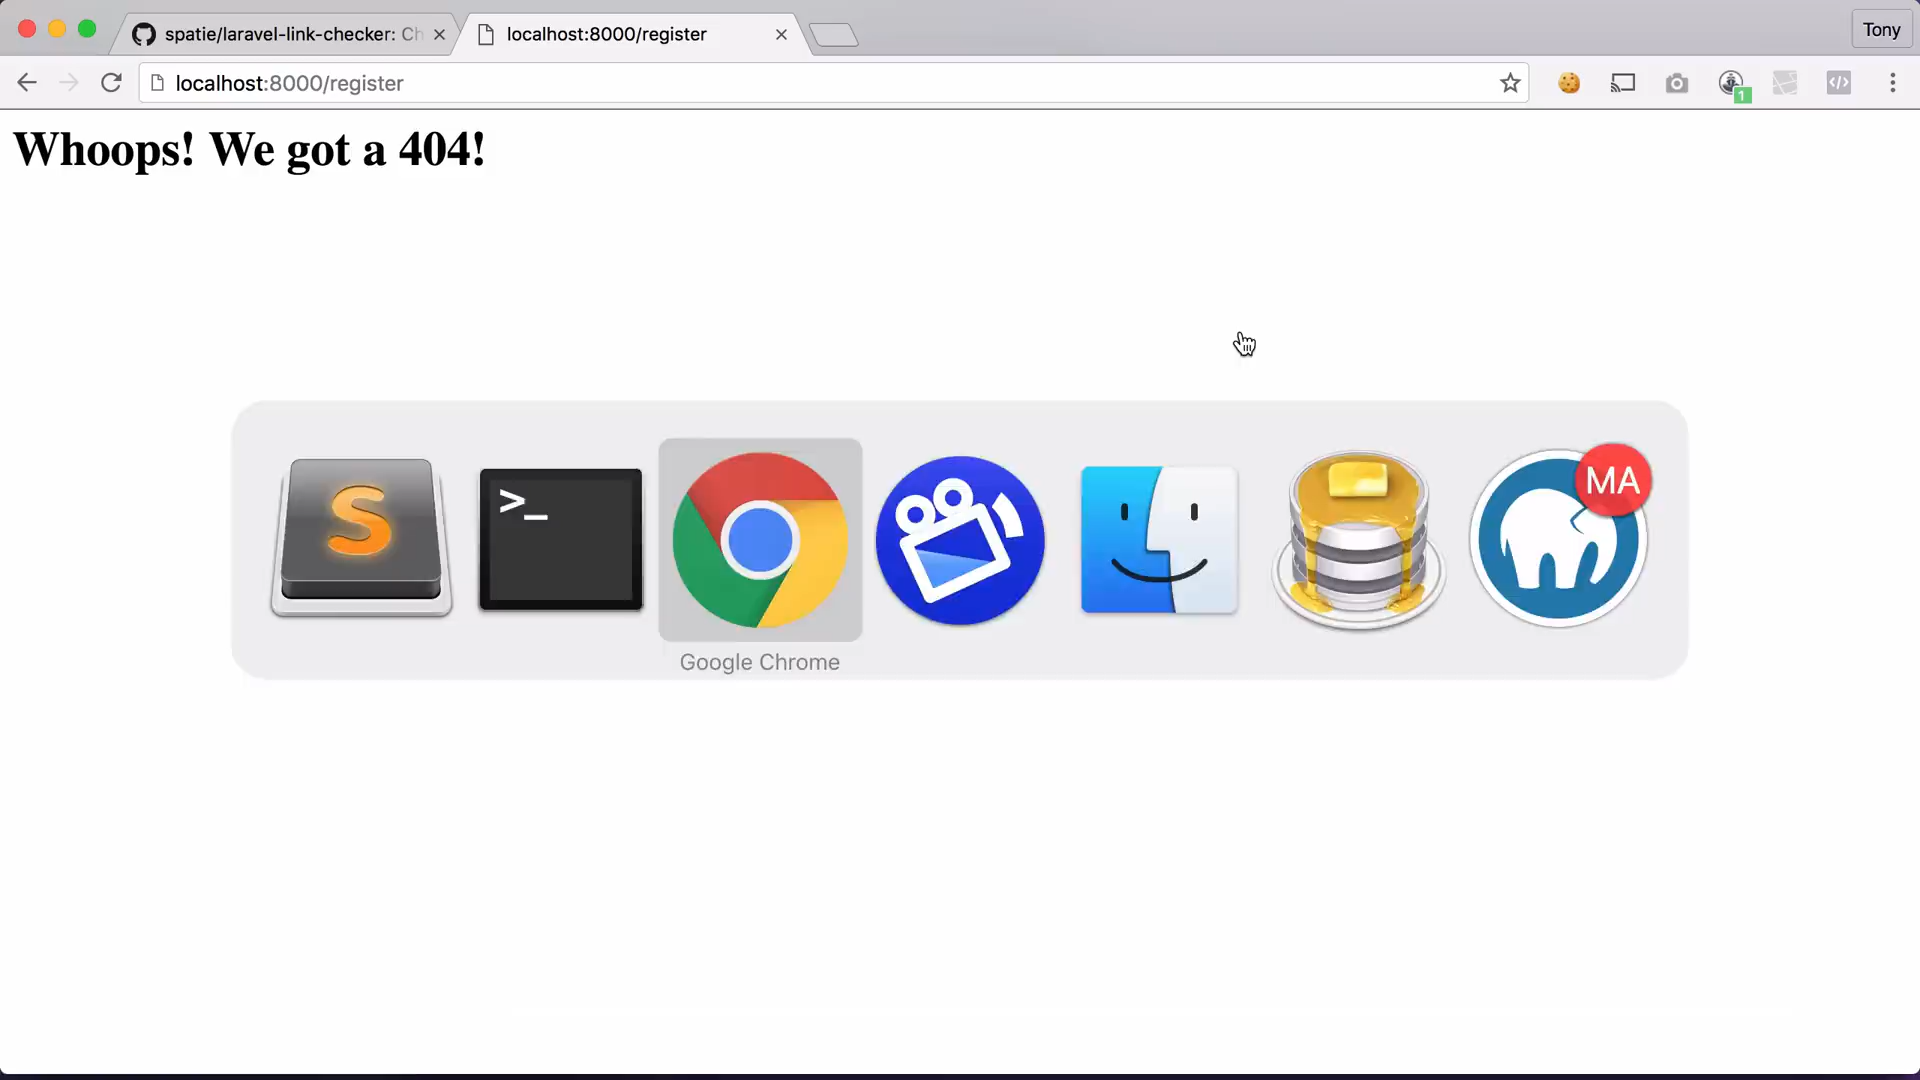 spatie/laravel-link-checker: Ch
localhost:8000/register
Tony
localhost:8000/register
1
Whoops! We got a 404!
S
>_
MA
Google Chrome